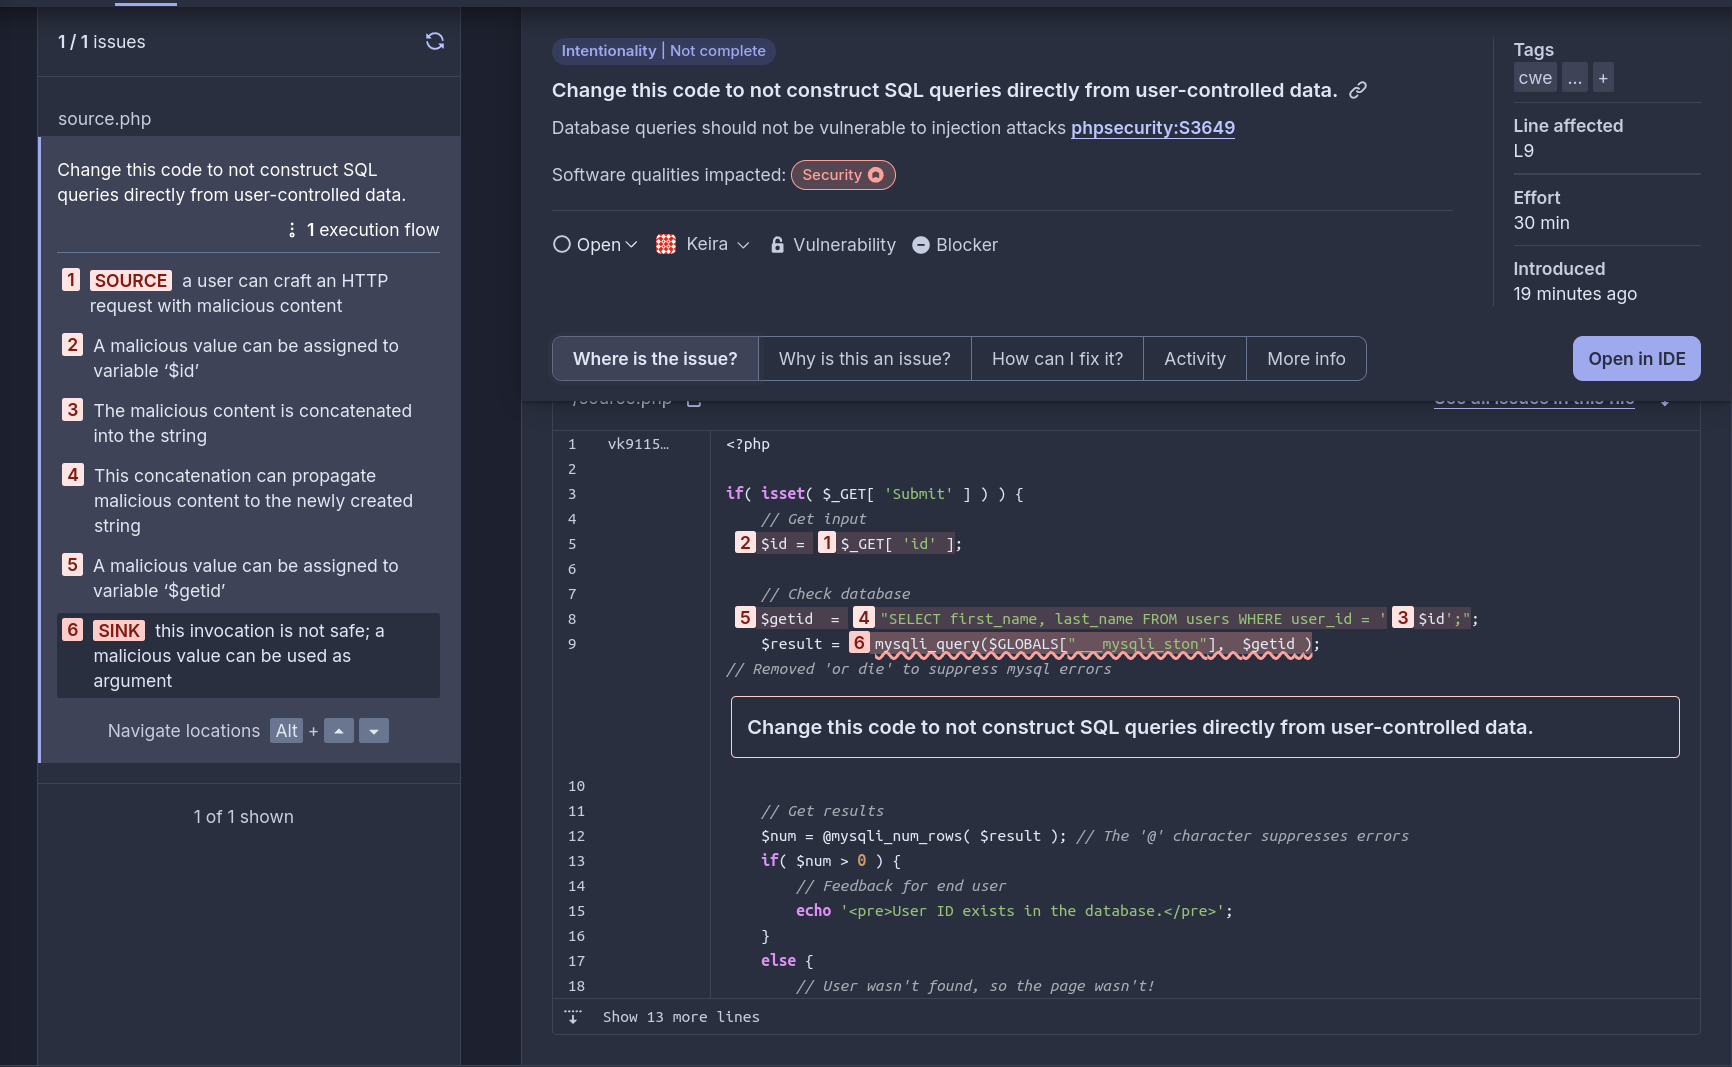 1 / 1 issues
source.php
Change this code to not construct SQL
queries directly from user-controlled data.
1 execution flow
1 SOURCE a user can craft an HTTP
request with malicious content
2 A malicious value can be assigned to
variable ‘$id’
3 The malicious content is concatenated
into the string
4 This concatenation can propagate
malicious content to the newly created
string
5 A malicious value can be assigned to
variable ‘$getid’
6 SINK this invocation is not safe; a
malicious value can be used as
argument
Navigate locations Alt +
1 of 1 shown
Intentionality | Not complete
Change this code to not construct SQL queries directly from user-controlled data.
Database queries should not be vulnerable to injection attacks phpsecurity:S3649
Software qualities impacted: Security
Open Keira Vulnerability Blocker
Tags
cwe ... +
Line affected
L9
Effort
30 min
Introduced
19 minutes ago
Where is the issue? Why is this an issue? How can I fix it? Activity More info Open in IDE
/source.php See all issues in this file
1 vk9115… <?php
2
3 if( isset( $_GET[ 'Submit' ] ) ) {
4 // Get input
5 2 $id = 1 $_GET[ 'id' ];
6
7 // Check database
8 5 $getid  = 4 "SELECT first_name, last_name FROM users WHERE user_id = ' 3 $id';";
9 $result = 6 mysqli_query($GLOBALS["___mysqli_ston"],  $getid );
// Removed 'or die' to suppress mysql errors
Change this code to not construct SQL queries directly from user-controlled data.
10
11 // Get results
12 $num = @mysqli_num_rows( $result ); // The '@' character suppresses errors
13 if( $num > 0 ) {
14 // Feedback for end user
15 echo '<pre>User ID exists in the database.</pre>';
16 }
17 else {
18 // User wasn't found, so the page wasn't!
Show 13 more lines